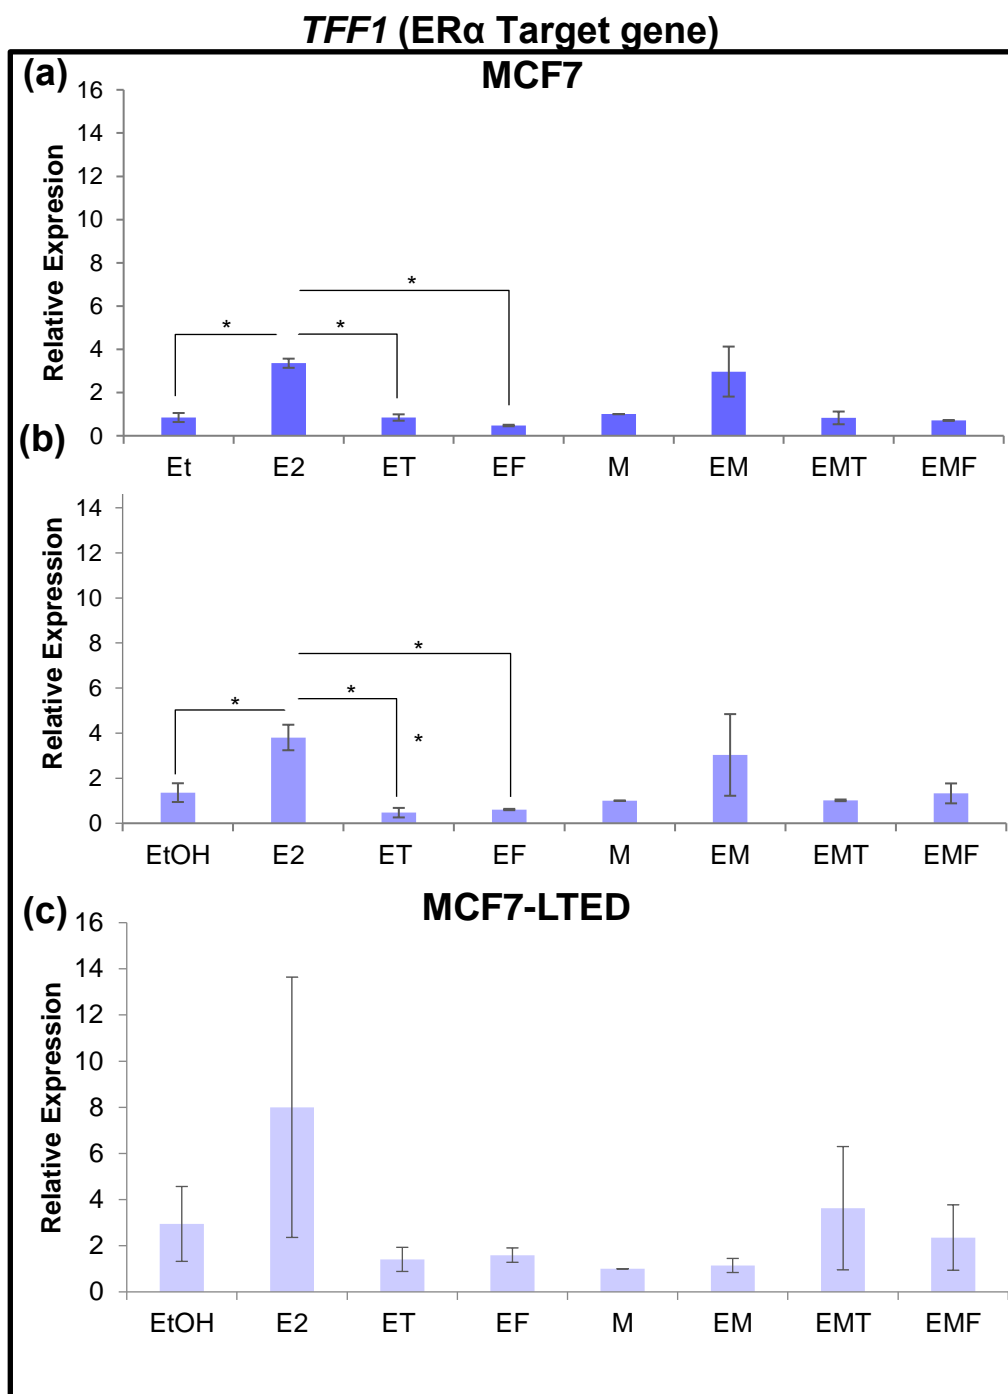 TFF1 (ERα Target gene)
(a)
MCF7
Relative Expresion
16
14
12
10
8
6
4
2
0
*
*
*
Et E2 ET EF M EM EMT EMF
(b)
Relative Expression
14
12
10
8
6
4
2
0
*
*
*
*
EtOH E2 ET EF M EM EMT EMF
(c)
MCF7-LTED
Relative Expression
16
14
12
10
8
6
4
2
0
EtOH E2 ET EF M EM EMT EMF